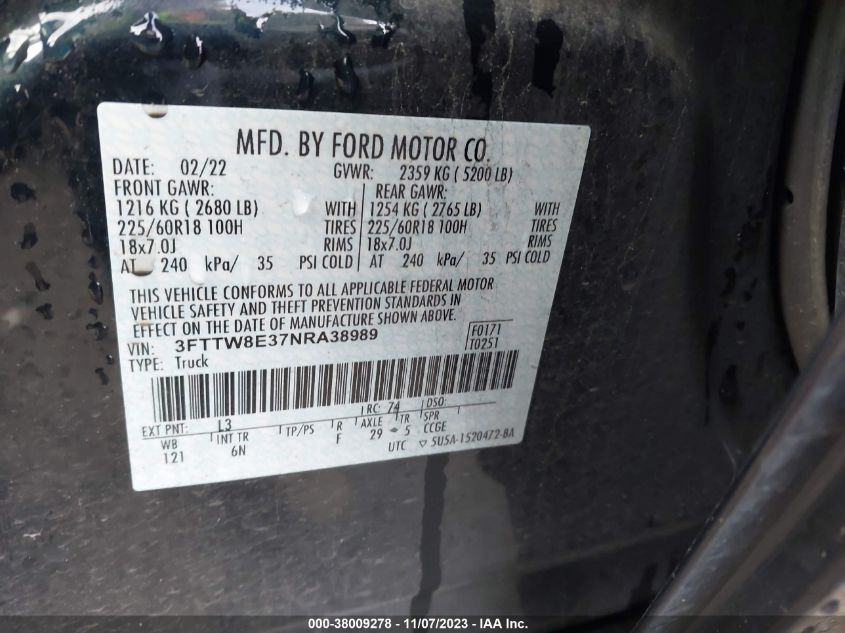 MFD. BY FORD MOTOR CO.
DATE: 02/22 GVWR: 2359 KG ( 5200 LB)
FRONT GAWR: REAR GAWR:
1216 KG ( 2680 LB) WITH 1254 KG ( 2765 LB) WITH
225/60R18 100H TIRES 225/60R18 100H TIRES
18x7.0J RIMS 18x7.0J RIMS
AT 240 kPa/ 35 PSI COLD AT 240 kPa/ 35 PSI COLD
THIS VEHICLE CONFORMS TO ALL APPLICABLE FEDERAL MOTOR
VEHICLE SAFETY AND THEFT PREVENTION STANDARDS IN
EFFECT ON THE DATE OF MANUFACTURE SHOWN ABOVE.
VIN: 3FTTW8E37NRA38989 F0171
TYPE: Truck T0251
EXT PNT: L3 RC: 74 DSO:
WB INT TR TP/PS R AXLE TR SPR
121 6N F 29 5 CCGE
UTC 5U5A-1520472-BA
000-38009278 - 11/07/2023 - IAA Inc.